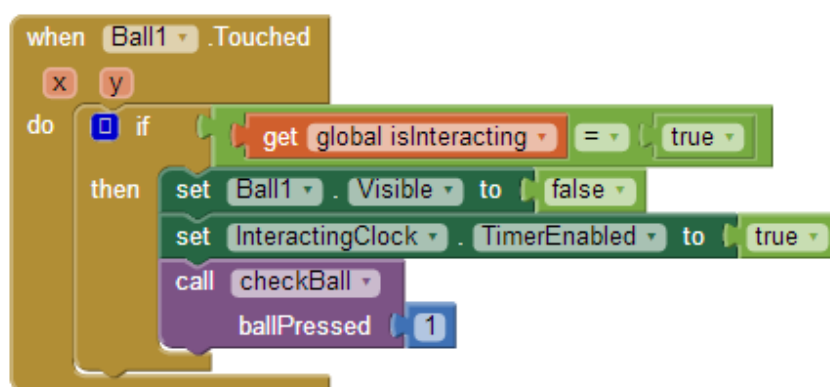 when Ball1 .Touched
x y
do if get global isInteracting = true
then set Ball1 . Visible to false
set InteractingClock . TimerEnabled to true
call checkBall
ballPressed 1